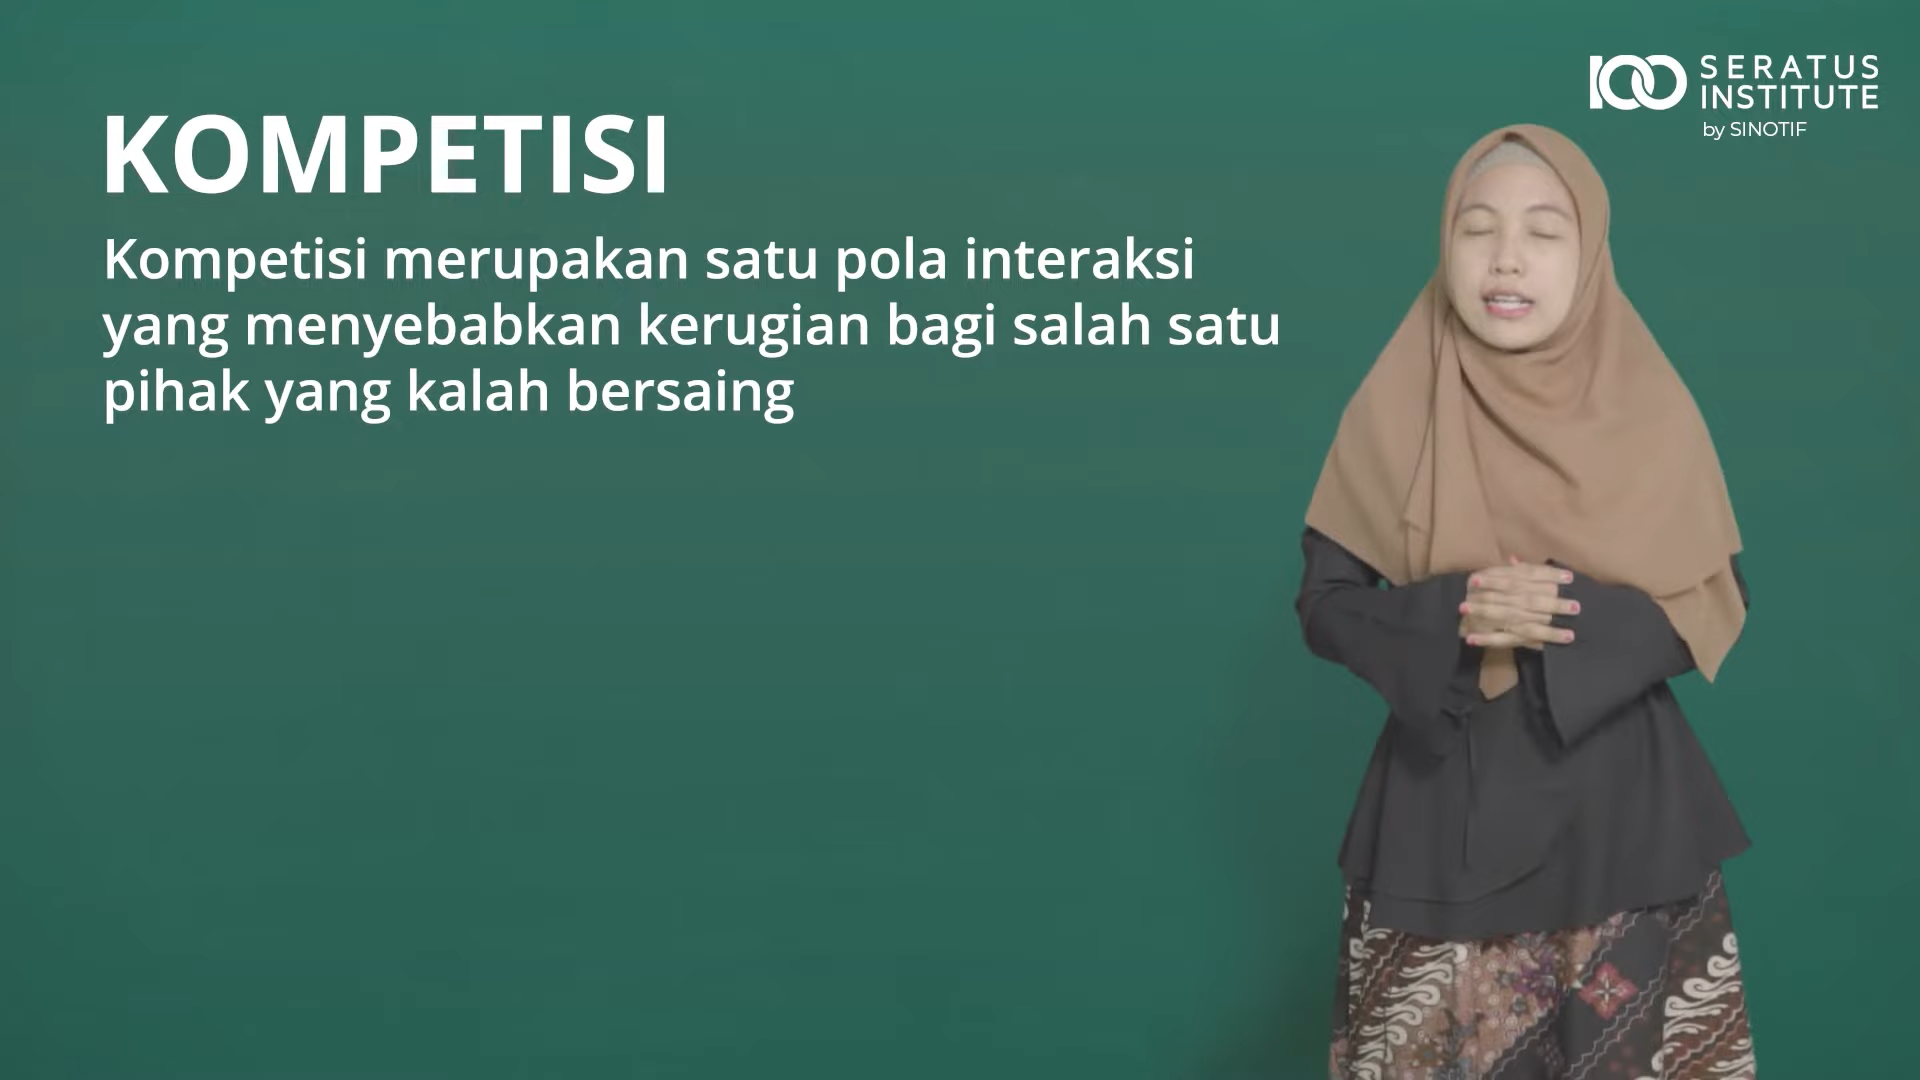 SERATUS
INSTITUTE
by SINOTIF
KOMPETISI
Kompetisi merupakan satu pola interaksi
yang menyebabkan kerugian bagi salah satu
pihak yang kalah bersaing